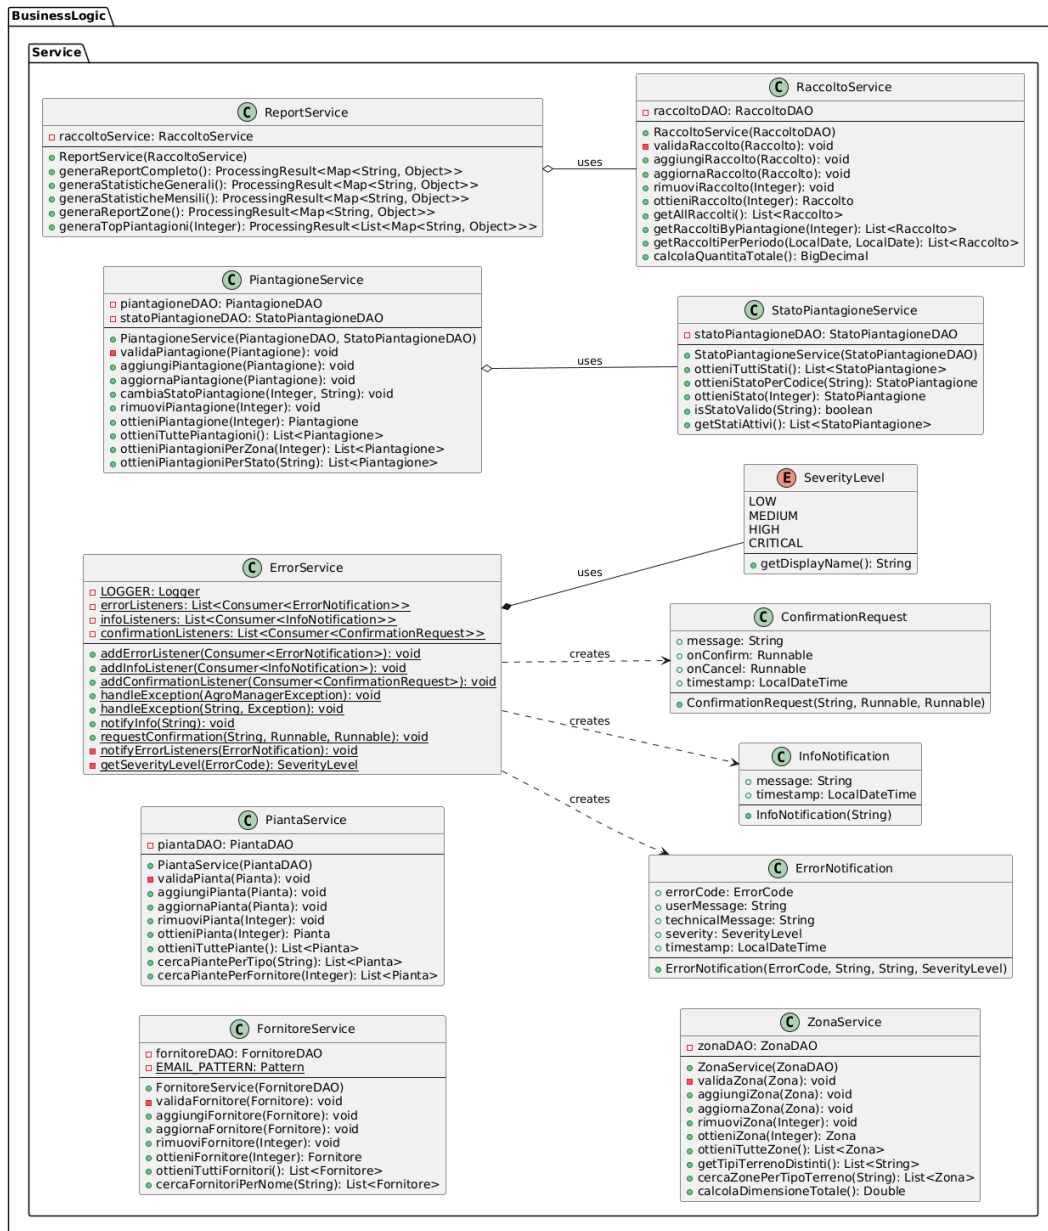 BusinessLogic
Service
C ReportService
raccoltoService: RaccoltoService
ReportService(RaccoltoService)
generaReportCompleto(): ProcessingResult<Map<String, Object>>
generaStatisticheGenerali(): ProcessingResult<Map<String, Object>>
generaStatisticheMensili(): ProcessingResult<Map<String, Object>>
generaReportZone(): ProcessingResult<Map<String, Object>>
generaTopPiantagioni(Integer): ProcessingResult<List<Map<String, Object>>>
uses
C RaccoltoService
raccoltoDAO: RaccoltoDAO
RaccoltoService(RaccoltoDAO)
validaRaccolto(Raccolto): void
aggiungiRaccolto(Raccolto): void
aggiornaRaccolto(Raccolto): void
rimuoviRaccolto(Integer): void
ottieniRaccolto(Integer): Raccolto
getAllRaccolti(): List<Raccolto>
getRaccoltiByPiantagione(Integer): List<Raccolto>
getRaccoltiPerPeriodo(LocalDate, LocalDate): List<Raccolto>
calcolaQuantitaTotale(): BigDecimal
C PiantagioneService
piantagioneDAO: PiantagioneDAO
statoPiantagioneDAO: StatoPiantagioneDAO
PiantagioneService(PiantagioneDAO, StatoPiantagioneDAO)
validaPiantagione(Piantagione): void
aggiungiPiantagione(Piantagione): void
aggiornaPiantagione(Piantagione): void
cambiaStatoPiantagione(Integer, String): void
rimuoviPiantagione(Integer): void
ottieniPiantagione(Integer): Piantagione
ottieniTuttePiantagioni(): List<Piantagione>
ottieniPiantagioniPerZona(Integer): List<Piantagione>
ottieniPiantagioniPerStato(String): List<Piantagione>
uses
C StatoPiantagioneService
statoPiantagioneDAO: StatoPiantagioneDAO
StatoPiantagioneService(StatoPiantagioneDAO)
ottieniTuttiStati(): List<StatoPiantagione>
ottieniStatoPerCodice(String): StatoPiantagione
ottieniStato(Integer): StatoPiantagione
isStatoValido(String): boolean
getStatiAttivi(): List<StatoPiantagione>
E SeverityLevel
LOW
MEDIUM
HIGH
CRITICAL
getDisplayName(): String
C ErrorService
LOGGER: Logger
errorListeners: List<Consumer<ErrorNotification>>
infoListeners: List<Consumer<InfoNotification>>
confirmationListeners: List<Consumer<ConfirmationRequest>>
addErrorListener(Consumer<ErrorNotification>): void
addInfoListener(Consumer<InfoNotification>): void
addConfirmationListener(Consumer<ConfirmationRequest>): void
handleException(AgroManagerException): void
handleException(String, Exception): void
notifyInfo(String): void
requestConfirmation(String, Runnable, Runnable): void
notifyErrorListeners(ErrorNotification): void
getSeverityLevel(ErrorCode): SeverityLevel
uses
creates
creates
creates
C ConfirmationRequest
message: String
onConfirm: Runnable
onCancel: Runnable
timestamp: LocalDateTime
ConfirmationRequest(String, Runnable, Runnable)
C InfoNotification
message: String
timestamp: LocalDateTime
InfoNotification(String)
C ErrorNotification
errorCode: ErrorCode
userMessage: String
technicalMessage: String
severity: SeverityLevel
timestamp: LocalDateTime
ErrorNotification(ErrorCode, String, String, SeverityLevel)
C PiantaService
piantaDAO: PiantaDAO
PiantaService(PiantaDAO)
validaPianta(Pianta): void
aggiungiPianta(Pianta): void
aggiornaPianta(Pianta): void
rimuoviPianta(Integer): void
ottieniPianta(Integer): Pianta
ottieniTuttePiante(): List<Pianta>
cercaPiantePerTipo(String): List<Pianta>
cercaPiantePerFornitore(Integer): List<Pianta>
C FornitoreService
fornitoreDAO: FornitoreDAO
EMAIL_PATTERN: Pattern
FornitoreService(FornitoreDAO)
validaFornitore(Fornitore): void
aggiungiFornitore(Fornitore): void
aggiornaFornitore(Fornitore): void
rimuoviFornitore(Integer): void
ottieniFornitore(Integer): Fornitore
ottieniTuttiFornitori(): List<Fornitore>
cercaFornitoriPerNome(String): List<Fornitore>
C ZonaService
zonaDAO: ZonaDAO
ZonaService(ZonaDAO)
validaZona(Zona): void
aggiungiZona(Zona): void
aggiornaZona(Zona): void
rimuoviZona(Integer): void
ottieniZona(Integer): Zona
ottieniTutteZone(): List<Zona>
getTipiTerrenoDistinti(): List<String>
cercaZonePerTipoTerreno(String): List<Zona>
calcolaDimensioneTotale(): Double